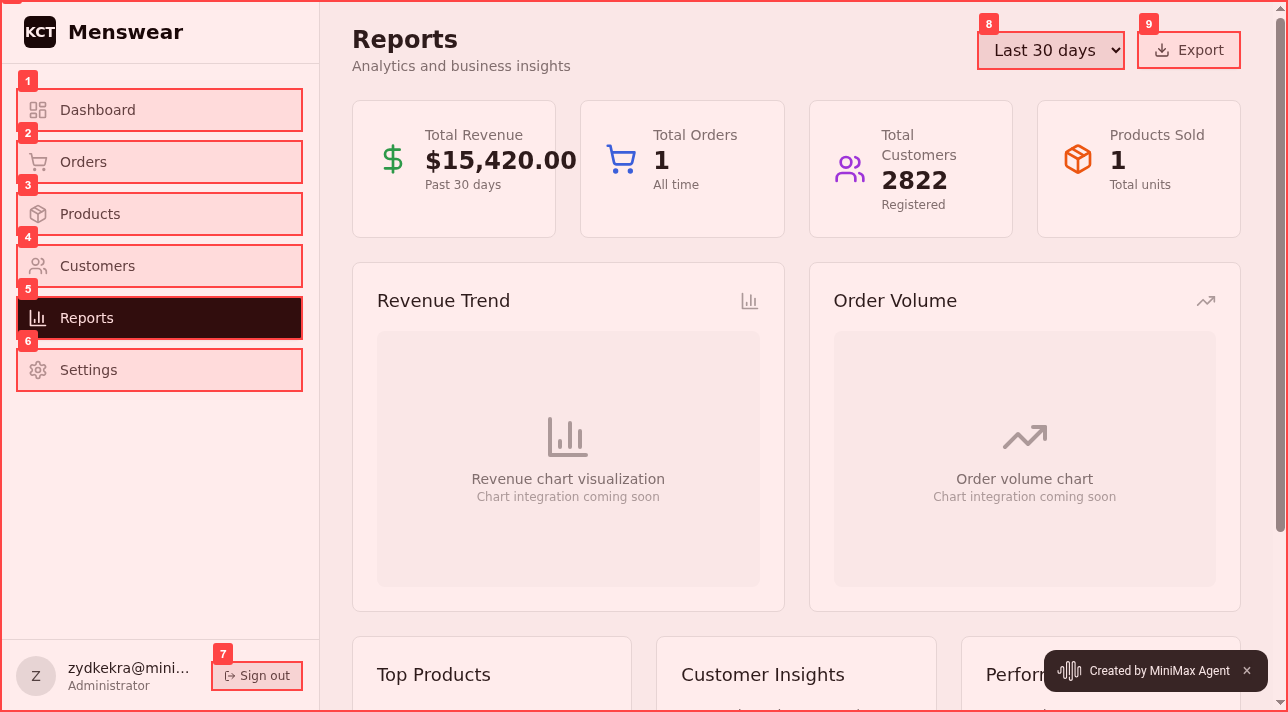 KCT Menswear
1
Dashboard
2
Orders
3
Products
4
Customers
5
Reports
6
Settings
zydkekra@mini...
Administrator
7
Sign out
Reports
Analytics and business insights
8
Last 30 days
9
Export
Total Revenue
$15,420.00
Past 30 days
Total Orders
1
All time
Total
Customers
2822
Registered
Products Sold
1
Total units
Revenue Trend
Revenue chart visualization
Chart integration coming soon
Order Volume
Order volume chart
Chart integration coming soon
Top Products
Customer Insights
Created by MiniMax Agent